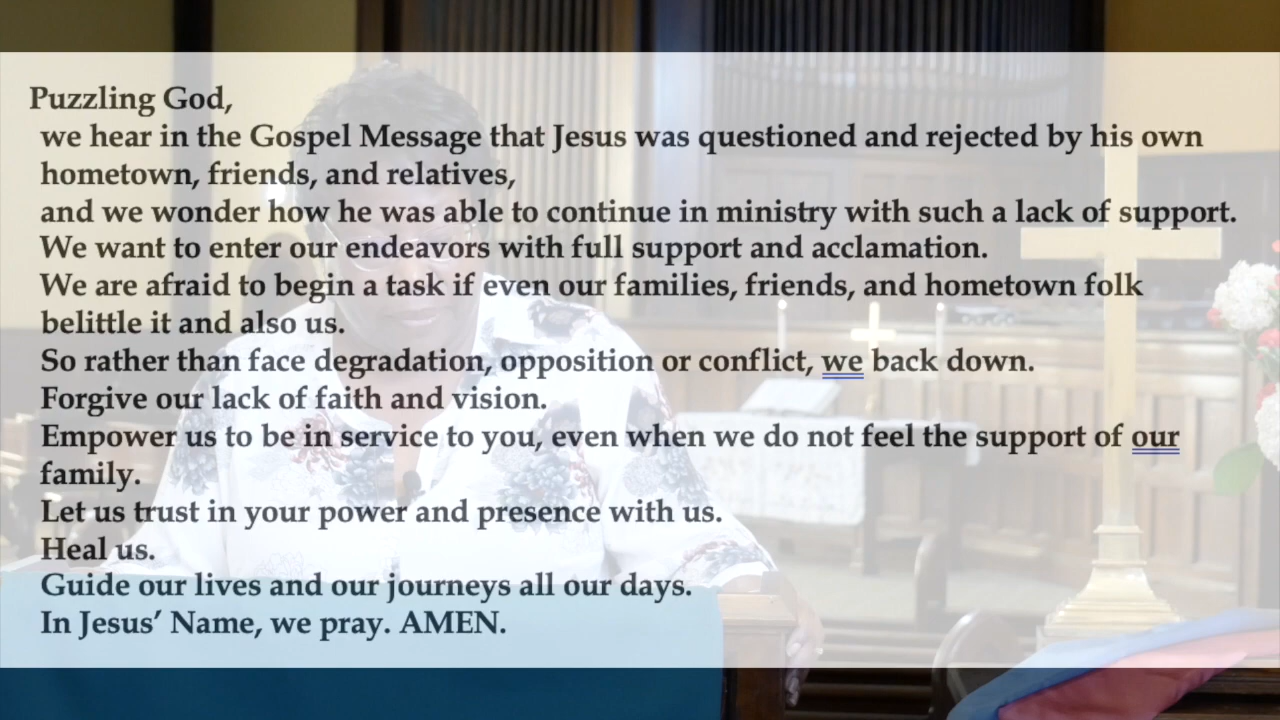 Puzzling God,
we hear in the Gospel Message that Jesus was questioned and rejected by his own
hometown, friends, and relatives,
and we wonder how he was able to continue in ministry with such a lack of support.
We want to enter our endeavors with full support and acclamation.
We are afraid to begin a task if even our families, friends, and hometown folk
belittle it and also us.
So rather than face degradation, opposition or conflict, we back down.
Forgive our lack of faith and vision.
Empower us to be in service to you, even when we do not feel the support of our
family.
Let us trust in your power and presence with us.
Heal us.
Guide our lives and our journeys all our days.
In Jesus’ Name, we pray. AMEN.